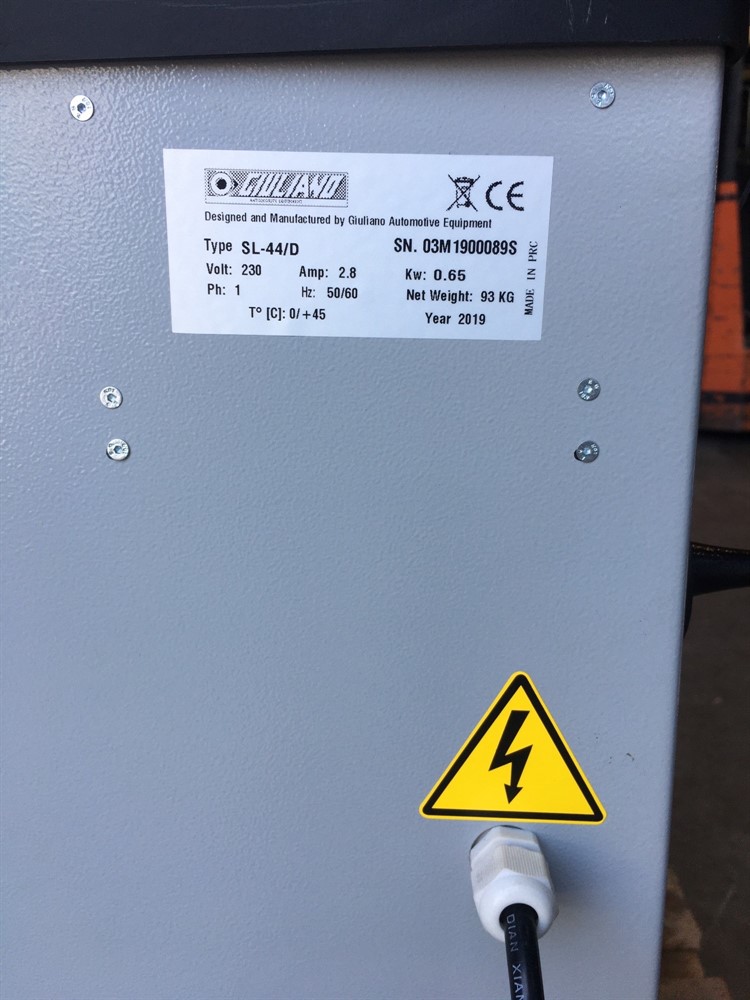 GIULIANO
AUTOMOTIVE EQUIPMENT
CE
Designed and Manufactured by Giuliano Automotive Equipment
Type SL-44/D SN. 03M1900089S
Volt: 230 Amp: 2.8 Kw: 0.65
Ph: 1 Hz: 50/60 Net Weight: 93 KG
T° [C]: 0/+45 Year 2019
MADE IN PRC
DIAN XIAN